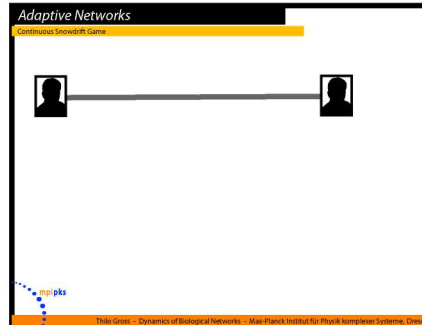 Adaptive Networks
Continuous Snowdrift Game
mpipks
Thilo Gross - Dynamics of Biological Networks - Max-Planck Institut für Physik komplexer Systeme, Dres